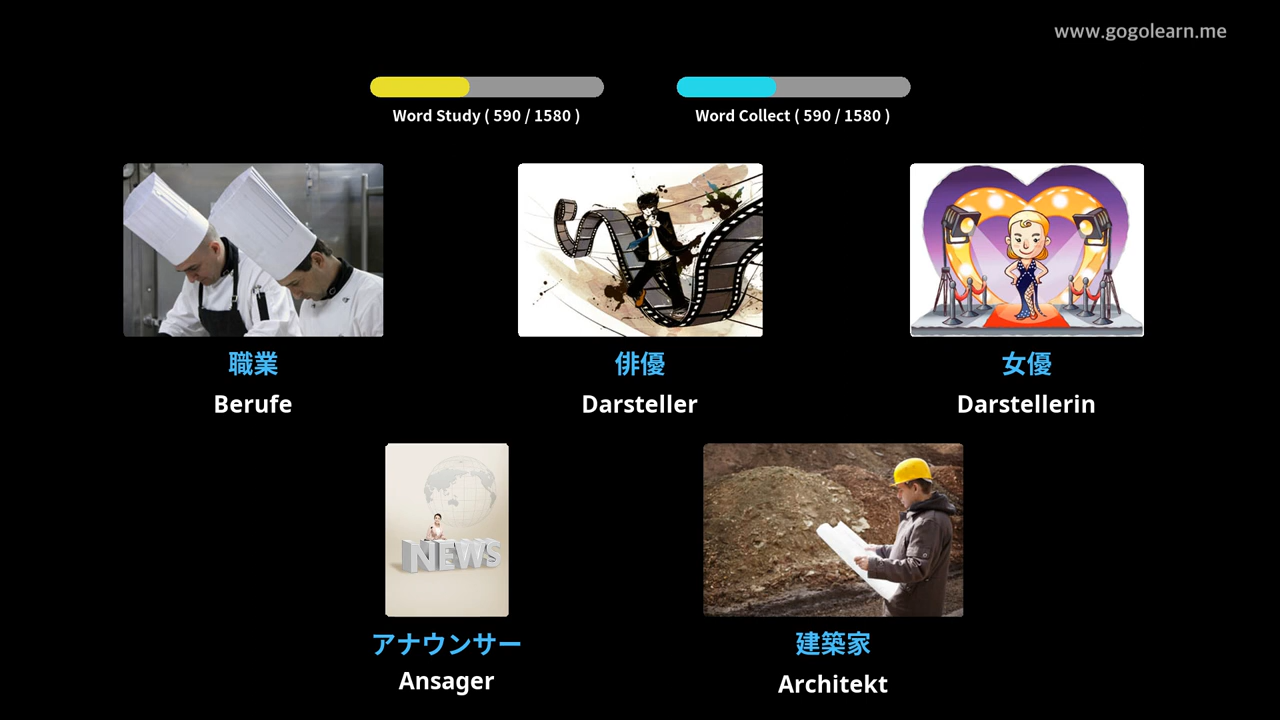 www.gogolearn.me
Word Study ( 590 / 1580 )
Word Collect ( 590 / 1580 )
職業
俳優
女優
Berufe
Darsteller
Darstellerin
NEWS
アナウンサー
建築家
Ansager
Architekt